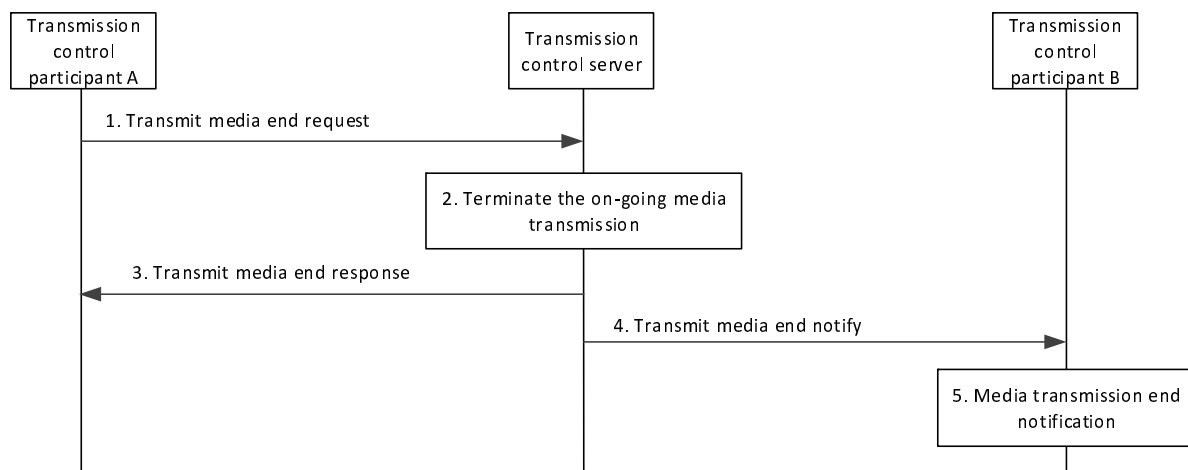 Transmission
control
participant A
Transmission
control server
Transmission
control
participant B
1. Transmit media end request
2. Terminate the on-going media
transmission
3. Transmit media end response
4. Transmit media end notify
5. Media transmission end
notification